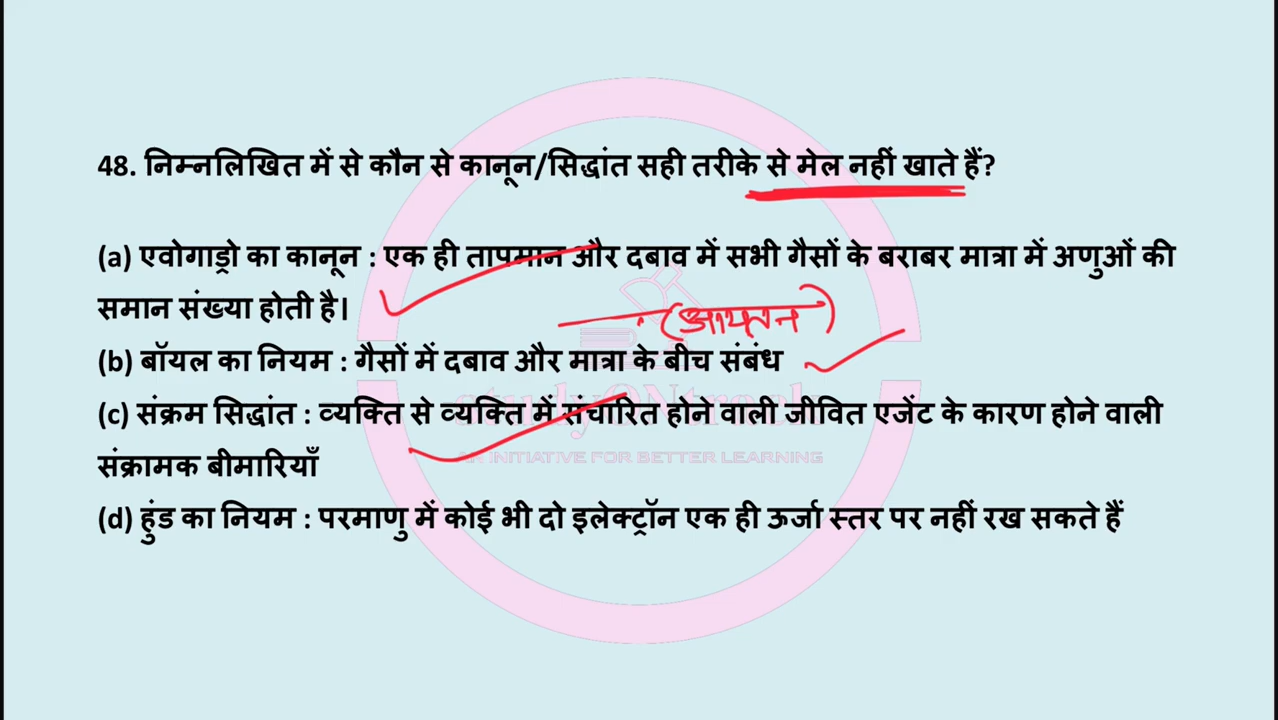 48. निम्नलिखित में से कौन से कानून/सिद्धांत सही तरीके से मेल नहीं खाते हैं?
(a) एवोगाड्रो का कानून : एक ही तापमान और दबाव में सभी गैसों के बराबर मात्रा में अणुओं की
समान संख्या होती है।
(आयतन)
(b) बॉयल का नियम : गैसों में दबाव और मात्रा के बीच संबंध
studyONtrack
(c) संक्रम सिद्धांत : व्यक्ति से व्यक्ति में संचारित होने वाली जीवित एजेंट के कारण होने वाली
AN INITIATIVE FOR BETTER LEARNING
संक्रामक बीमारियाँ
(d) हुंड का नियम : परमाणु में कोई भी दो इलेक्ट्रॉन एक ही ऊर्जा स्तर पर नहीं रख सकते हैं